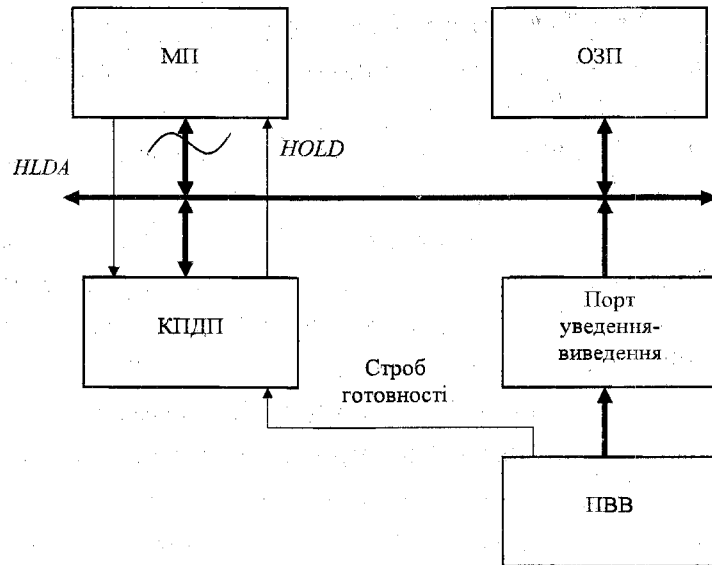 МП
ОЗП
HLDA
HOLD
КПДП
Порт
уведення-
виведення
Строб
готовності
ПВВ